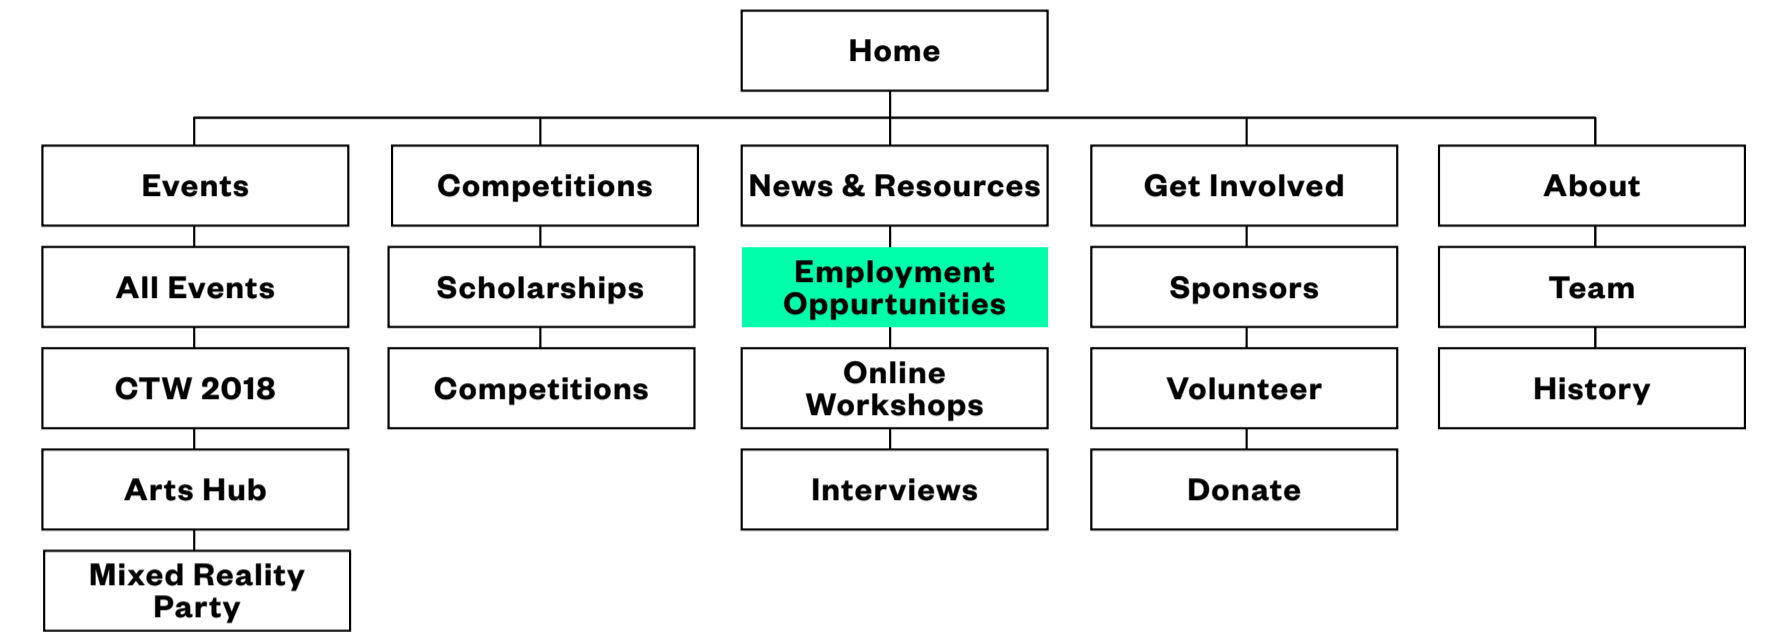 Home
Events
Competitions
News & Resources
Get Involved
About
All Events
Scholarships
Employment
Oppurtunities
Sponsors
Team
CTW 2018
Competitions
Online
Workshops
Volunteer
History
Arts Hub
Interviews
Donate
Mixed Reality
Party